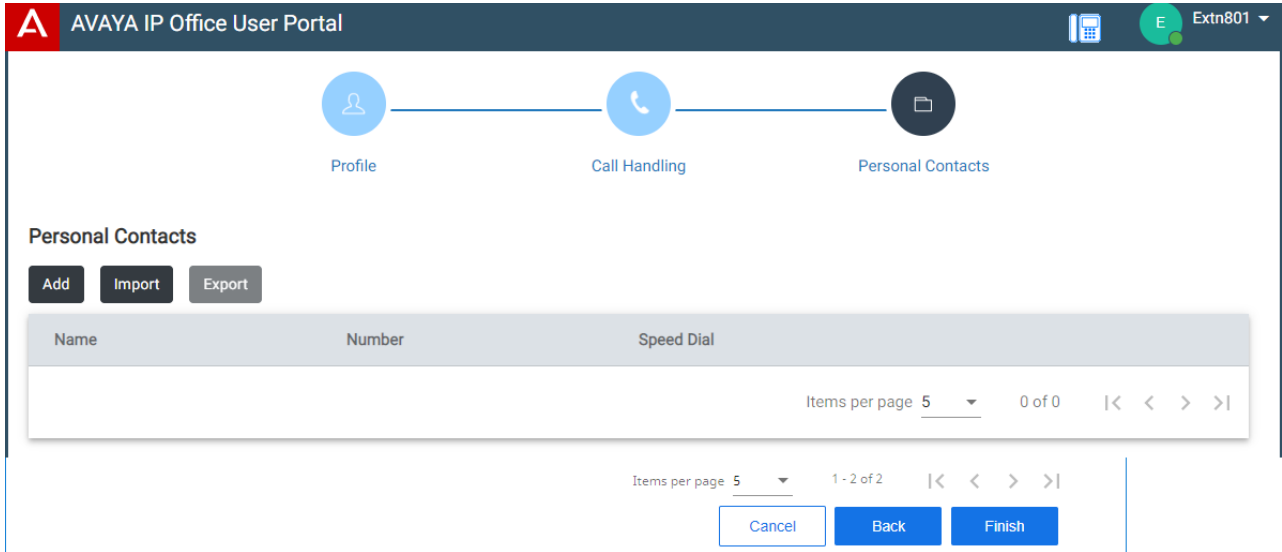 AVAYA IP Office User Portal
E
Extn801
Profile
Call Handling
Personal Contacts
Personal Contacts
Add
Import
Export
Name
Number
Speed Dial
Items per page 5
0 of 0
Items per page 5
1 - 2 of 2
Cancel
Back
Finish